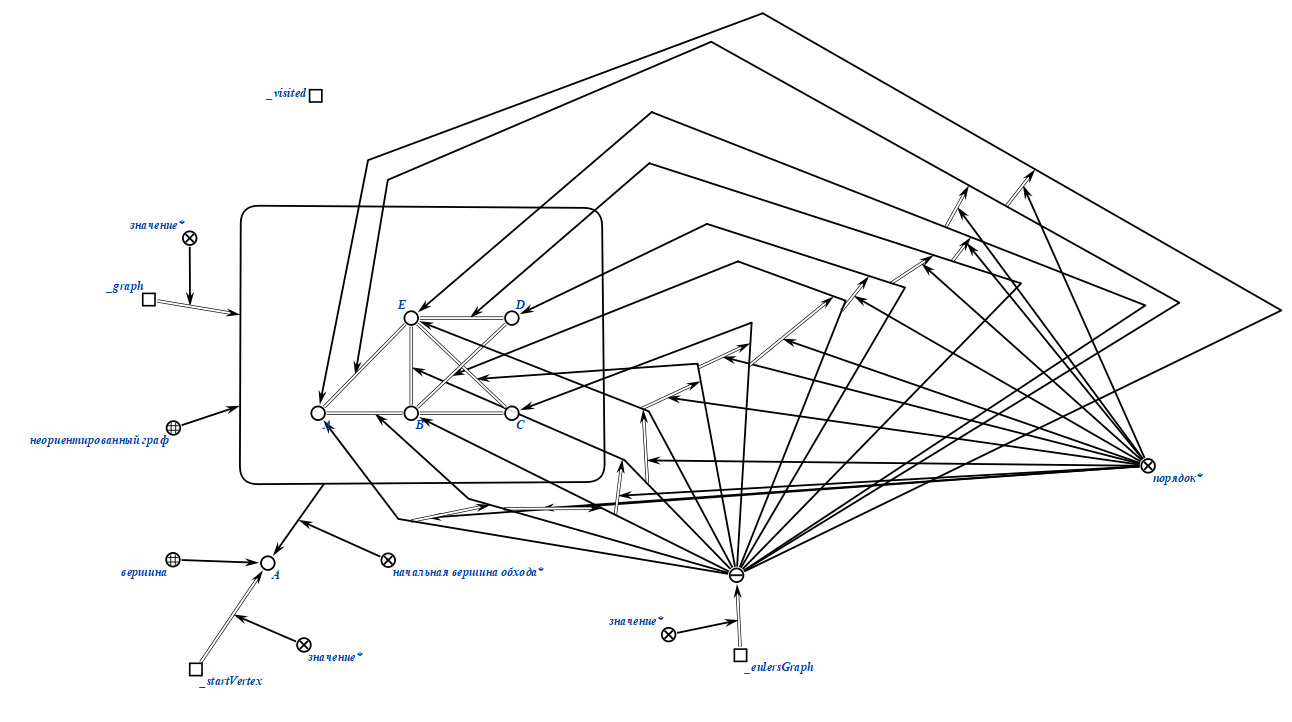 _visited
значение*
_graph
E
D
A
B
C
неориентированный граф
порядок*
вершина
A
начальная вершина обхода*
значение*
значение*
_startVertex
_eulersGraph